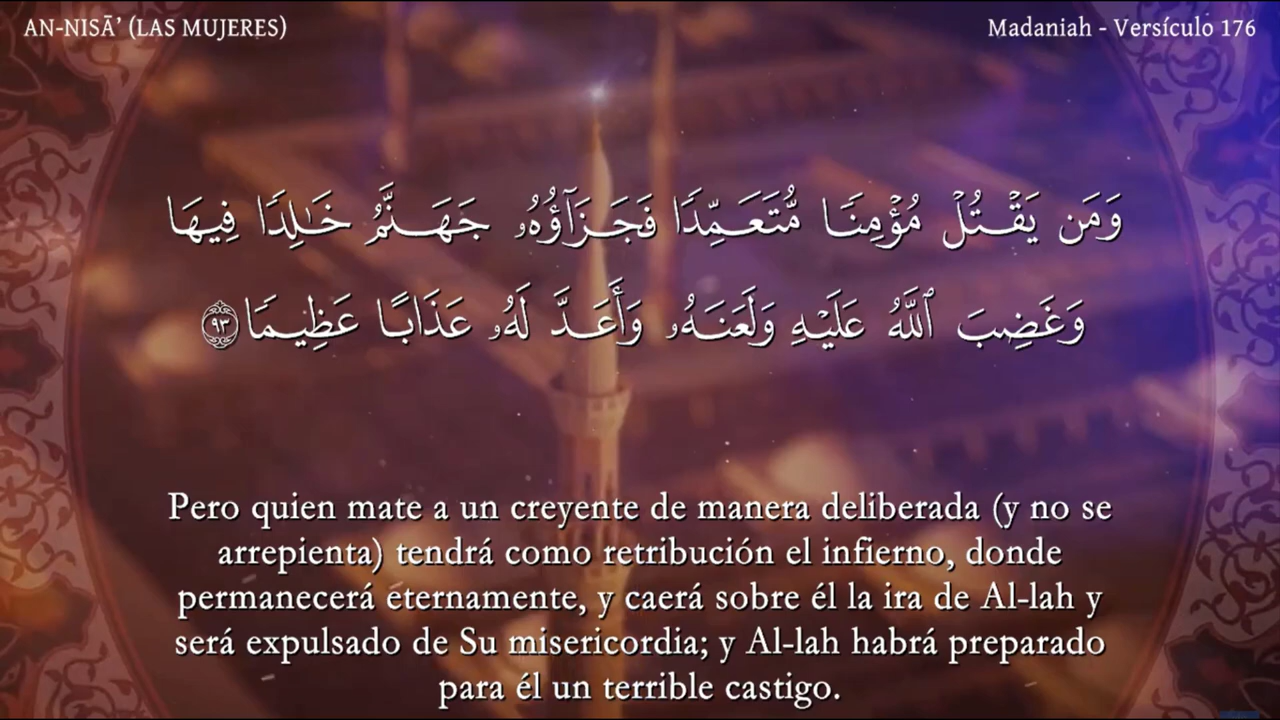 AN-NISĀ’ (LAS MUJERES)
Madaniah - Versículo 176
وَمَن يَقۡتُلۡ مُؤۡمِنٗا مُّتَعَمِّدٗا فَجَزَآؤُهُۥ جَهَنَّمُ خَٰلِدٗا فِيهَا
وَغَضِبَ ٱللَّهُ عَلَيۡهِ وَلَعَنَهُۥ وَأَعَدَّ لَهُۥ عَذَابًا عَظِيمٗا ٩٣
Pero quien mate a un creyente de manera deliberada (y no se
arrepienta) tendrá como retribución el infierno, donde
permanecerá eternamente, y caerá sobre él la ira de Al-lah y
será expulsado de Su misericordia; y Al-lah habrá preparado
para él un terrible castigo.